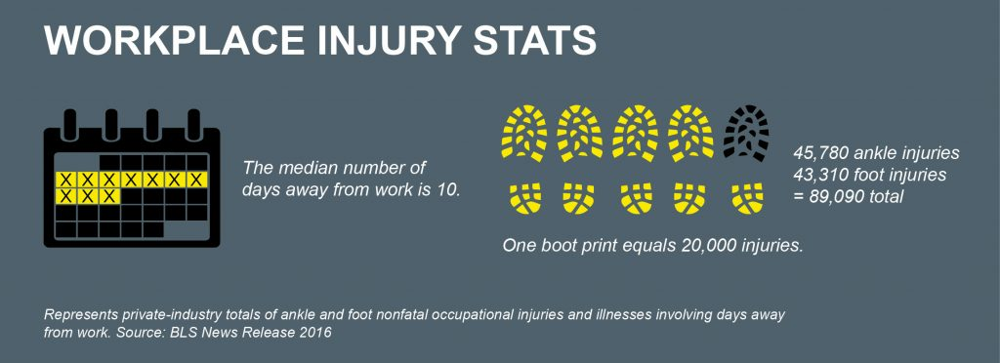 WORKPLACE INJURY STATS
X X X X X X X
X X X
The median number of
days away from work is 10.
45,780 ankle injuries
43,310 foot injuries
= 89,090 total
One boot print equals 20,000 injuries.
Represents private-industry totals of ankle and foot nonfatal occupational injuries and illnesses involving days away
from work. Source: BLS News Release 2016